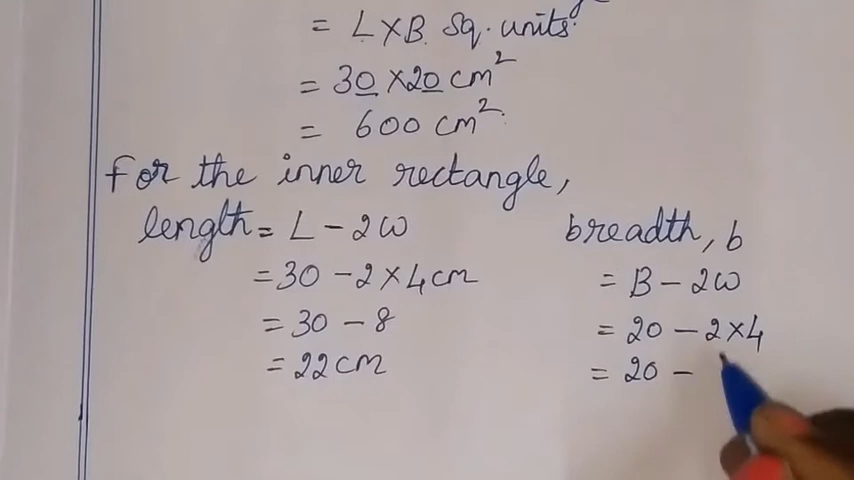 = L × B Sq. units.
= 30 × 20 cm²
= 600 cm².
For the inner rectangle,
length = L - 2w
= 30 - 2 × 4 cm
= 30 - 8
= 22 cm
breadth, b
= B - 2w
= 20 - 2 × 4
= 20 -